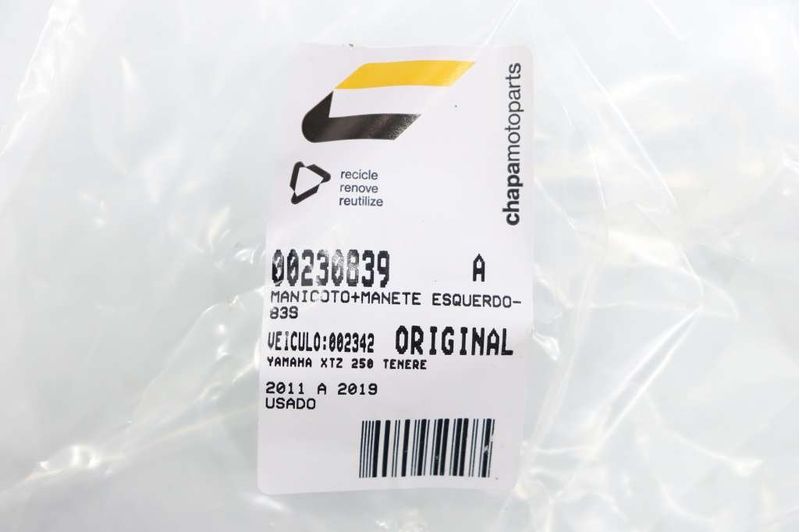 chapamotoparts
recicle
renove
reutilize
00230839 A
MANICOTO+MANETE ESQUERDO-
839
VEICULO:002342 ORIGINAL
YAMAHA XTZ 250 TENERE
2011 A 2019
USADO